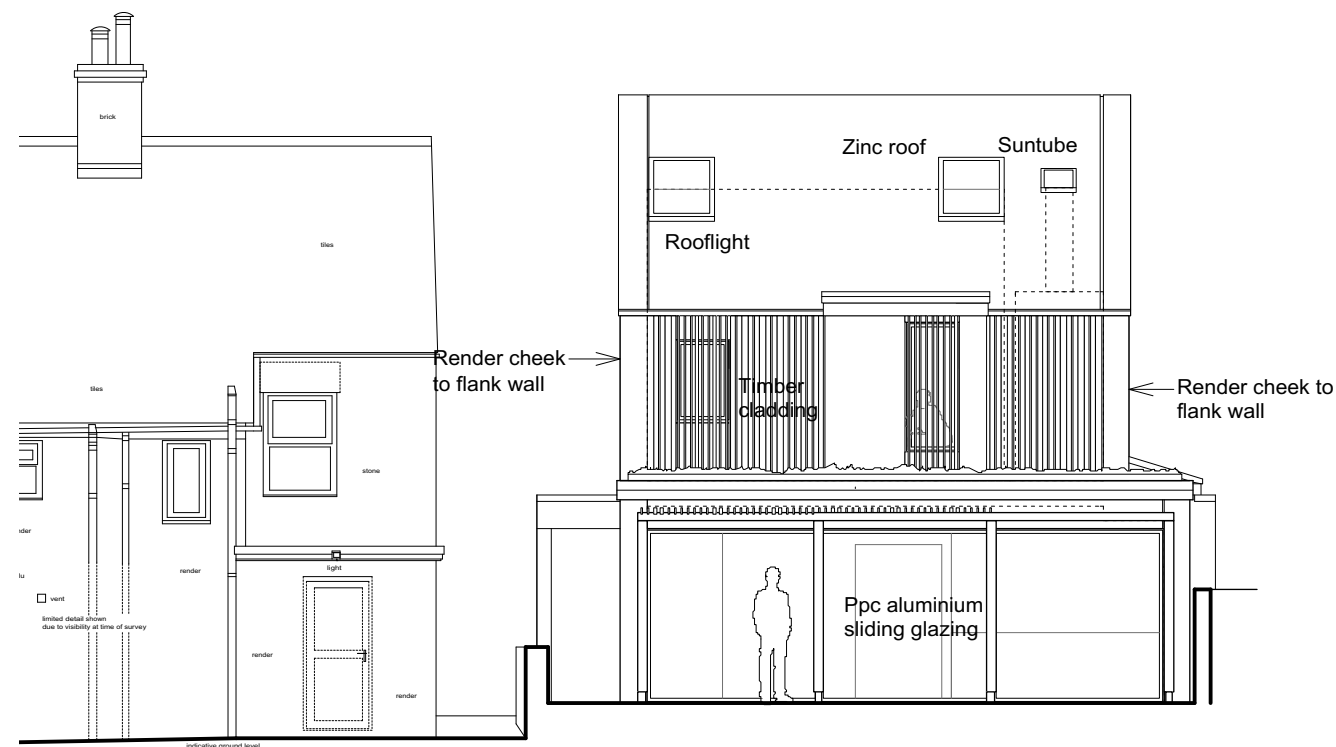 brick
tiles
Zinc roof
Suntube
Rooflight
Render cheek
to flank wall
Timber
cladding
Render cheek to
flank wall
tiles
stone
render
light
vent
limited detail shown
due to visibility at time of survey
render
render
Ppc aluminium
sliding glazing
indicative ground level